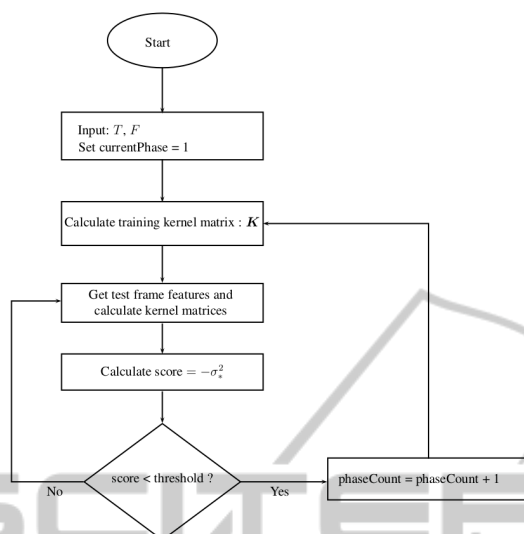 Start
Input: T, F
Set currentPhase = 1
Calculate training kernel matrix : K
Get test frame features and
calculate kernel matrices
Calculate score = −σ²∗
score < threshold ?
No
Yes
phaseCount = phaseCount + 1